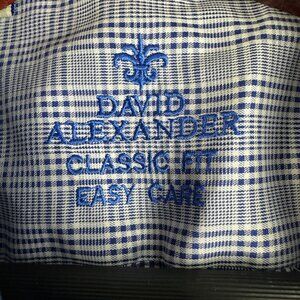 DAVID
ALEXANDER
CLASSIC FIT
EASY CARE